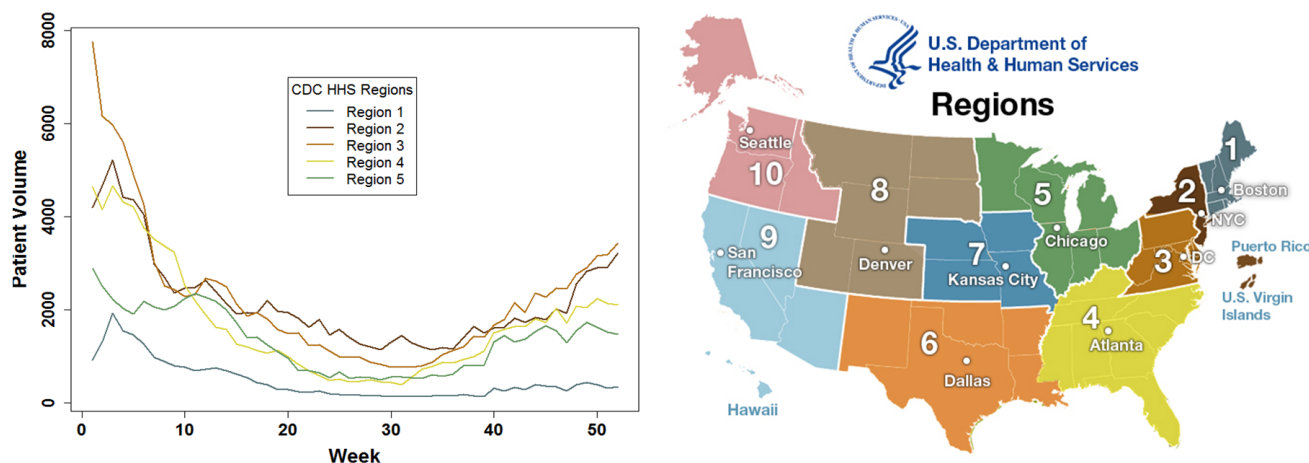 8000
6000
4000
2000
0
Patient Volume
CDC HHS Regions
Region 1
Region 2
Region 3
Region 4
Region 5
0
10
20
30
40
50
Week
U.S. Department of
Health & Human Services
Regions
Seattle
10
8
9
San
Francisco
Denver
7
Kansas City
5
Chicago
6
Dallas
4
Atlanta
3
DC
2
NYC
1
Boston
Puerto Rico
U.S. Virgin
Islands
Hawaii